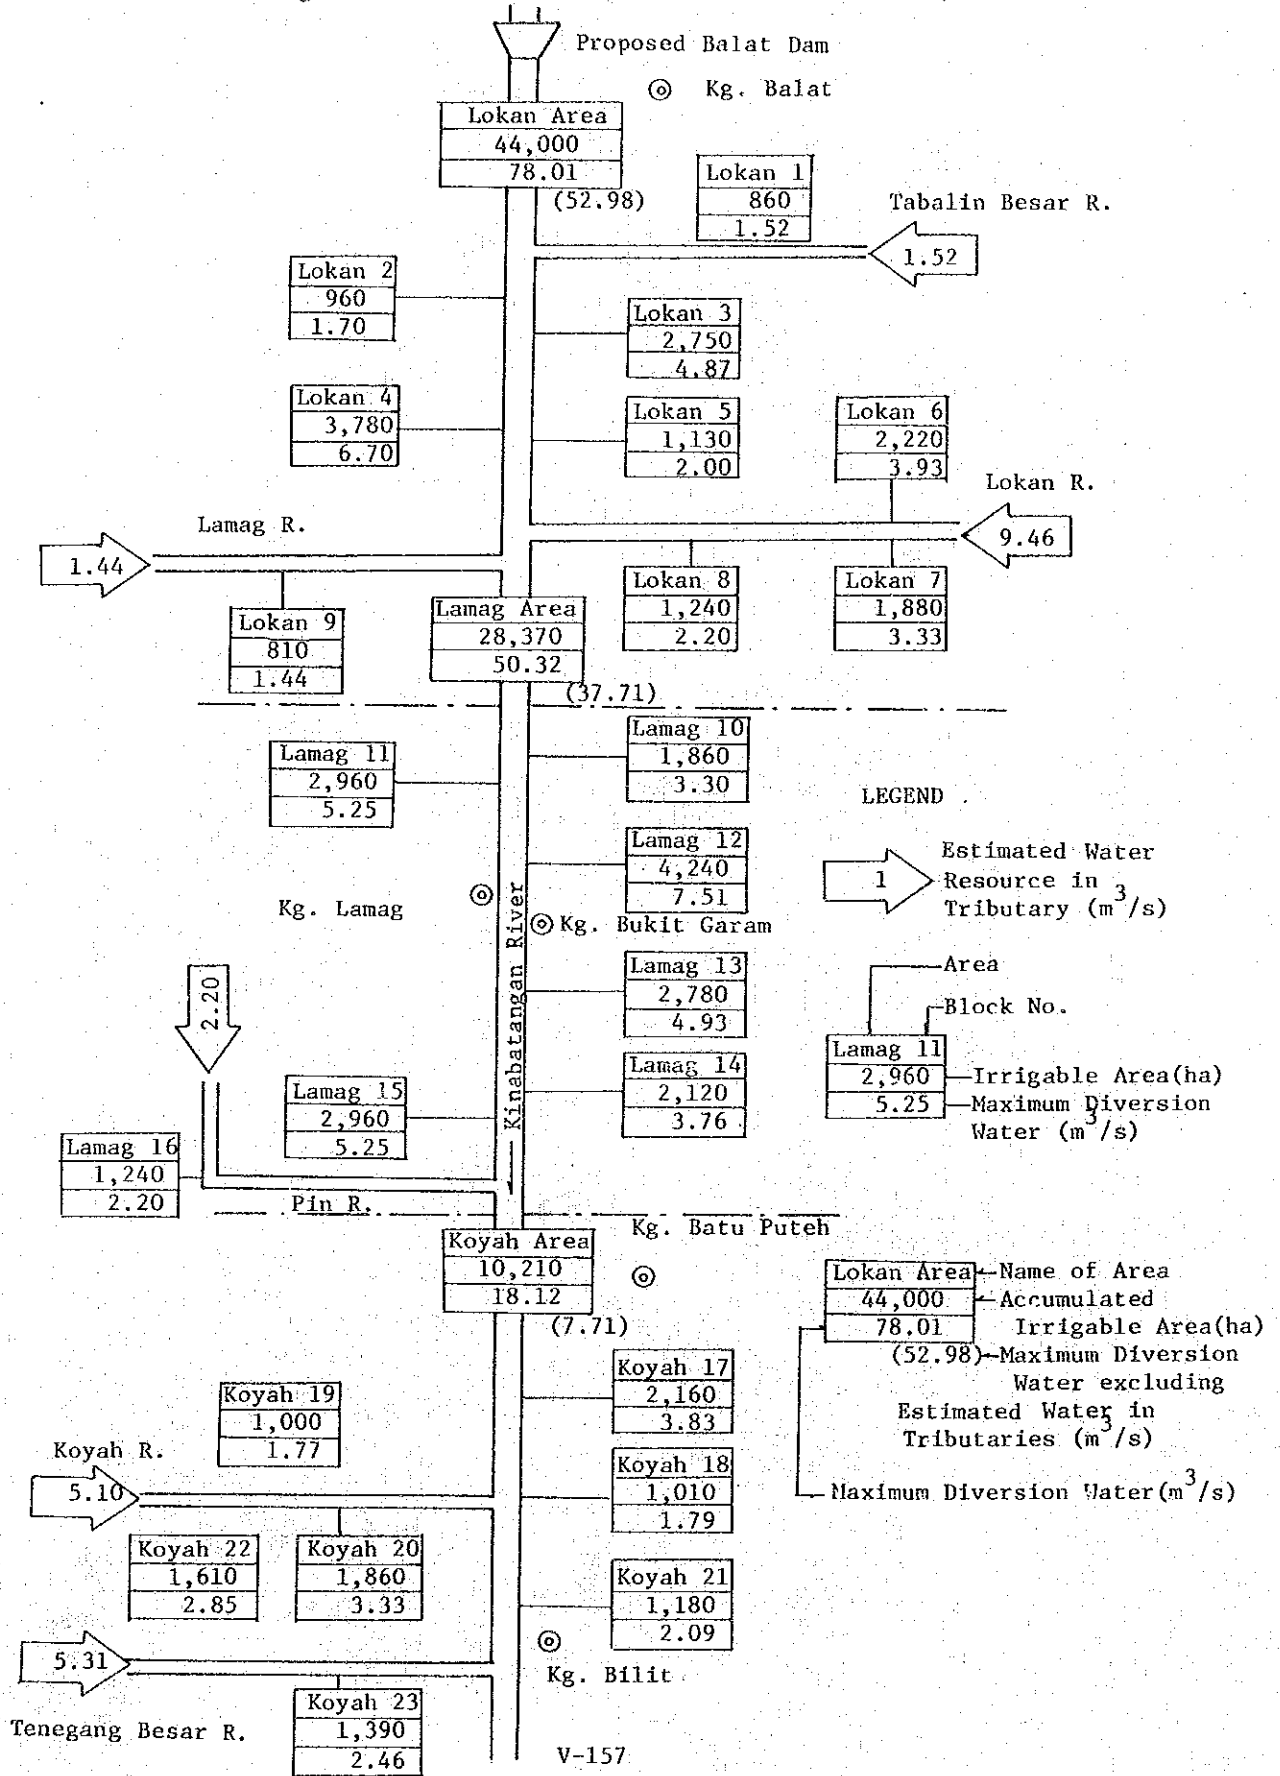 Proposed Balat Dam
Kg. Balat
Lokan Area
44,000
78.01
(52.98)
Lokan 1
860
1.52
Tabalin Besar R.
1.52
Lokan 2
960
1.70
Lokan 3
2,750
4.87
Lokan 4
3,780
6.70
Lokan 5
1,130
2.00
Lokan 6
2,220
3.93
Lokan R.
9.46
Lamag R.
1.44
Lokan 9
810
1.44
Lamag Area
28,370
50.32
(37.71)
Lokan 8
1,240
2.20
Lokan 7
1,880
3.33
Lamag 11
2,960
5.25
Lamag 10
1,860
3.30
Lamag 12
4,240
7.51
Kg. Lamag
Kg. Bukit Garam
Kinabatangan River
Lamag 13
2,780
4.93
2.20
Lamag 15
2,960
5.25
Lamag 14
2,120
3.76
Lamag 16
1,240
2.20
Pin R.
Kg. Batu Puteh
Koyah Area
10,210
18.12
(7.71)
Koyah 17
2,160
3.83
Koyah 19
1,000
1.77
Koyah R.
5.10
Koyah 18
1,010
1.79
Koyah 22
1,610
2.85
Koyah 20
1,860
3.33
Koyah 21
1,180
2.09
5.31
Kg. Bilit
Tenegang Besar R.
Koyah 23
1,390
2.46
LEGEND
1
Estimated Water
Resource in
Tributary (m³/s)
Area
Block No.
Lamag 11
2,960
Irrigable Area(ha)
5.25
Maximum Diversion
Water (m³/s)
Lokan Area
Name of Area
44,000
Accumulated
Irrigable Area(ha)
78.01
(52.98)
Maximum Diversion
Water excluding
Estimated Water in
Tributaries (m³/s)
Maximum Diversion Water(m³/s)
V-157